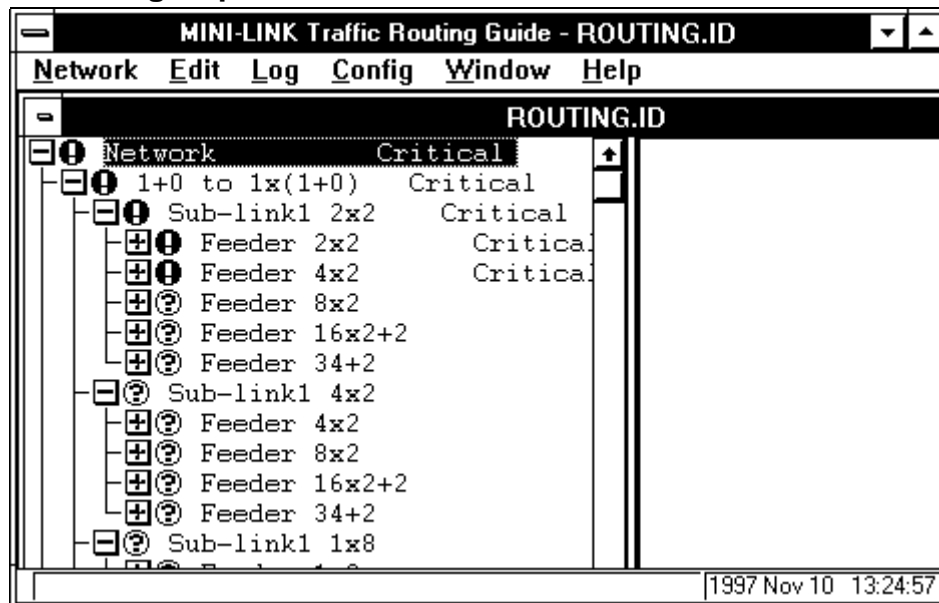 MINI-LINK Traffic Routing Guide - ROUTING.ID
Network Edit Log Config Window Help
ROUTING.ID
Network Critical
1+0 to 1x(1+0) Critical
Sub-link1 2x2 Critical
Feeder 2x2 Critical
Feeder 4x2 Critical
Feeder 8x2
Feeder 16x2+2
Feeder 34+2
Sub-link1 4x2
Feeder 4x2
Feeder 8x2
Feeder 16x2+2
Feeder 34+2
Sub-link1 1x8
1997 Nov 10 13:24:57